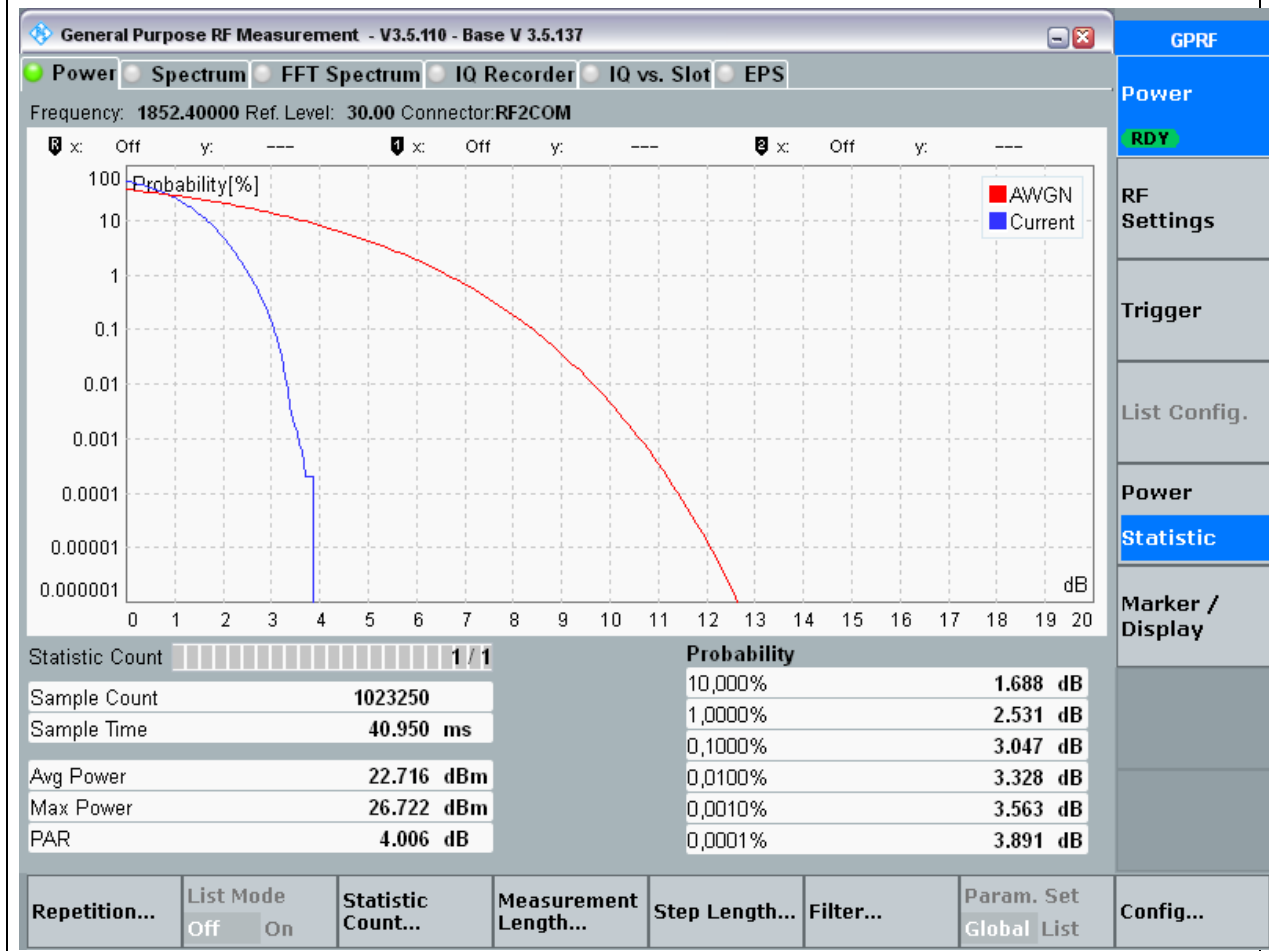 General Purpose RF Measurement - V3.5.110 - Base V 3.5.137
GPRF
Power Spectrum FFT Spectrum IQ Recorder IQ vs. Slot EPS
Frequency: 1852.40000 Ref. Level: 30.00 Connector:RF2COM
R x: Off y: --- 1 x: Off y: --- 2 x: Off y: ---
Probability[%]
AWGN
Current
100
10
1
0.1
0.01
0.001
0.0001
0.00001
0.000001
dB
0 1 2 3 4 5 6 7 8 9 10 11 12 13 14 15 16 17 18 19 20
Statistic Count 1 / 1
Sample Count 1023250
Sample Time 40.950 ms
Avg Power 22.716 dBm
Max Power 26.722 dBm
PAR 4.006 dB
Probability
10,000% 1.688 dB
1,0000% 2.531 dB
0,1000% 3.047 dB
0,0100% 3.328 dB
0,0010% 3.563 dB
0,0001% 3.891 dB
Power
RDY
RF
Settings
Trigger
List Config.
Power
Statistic
Marker /
Display
Repetition...
List Mode
Off On
Statistic
Count...
Measurement
Length...
Step Length...
Filter...
Param. Set
Global List
Config...